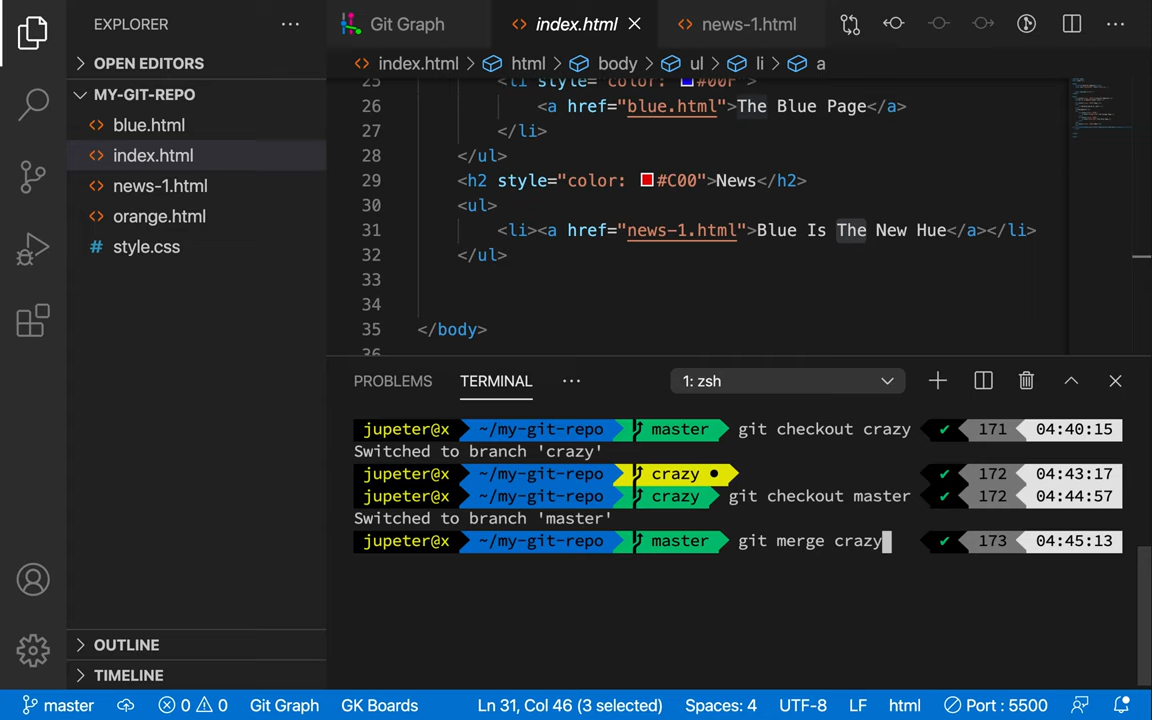 EXPLORER
Git Graph
index.html
news-1.html
OPEN EDITORS
index.html > html > body > ul > li > a
MY-GIT-REPO
blue.html
index.html
news-1.html
orange.html
style.css
25 <li style="color: #00F">
26 <a href="blue.html">The Blue Page</a>
27 </li>
28 </ul>
29 <h2 style="color: #C00">News</h2>
30 <ul>
31 <li><a href="news-1.html">Blue Is The New Hue</a></li>
32 </ul>
33
34
35 </body>
36
PROBLEMS TERMINAL ··· 1: zsh
jupeter@x ~/my-git-repo master git checkout crazy ✔ 171 04:40:15
Switched to branch 'crazy'
jupeter@x ~/my-git-repo crazy ● ✔ 172 04:43:17
jupeter@x ~/my-git-repo crazy git checkout master ✔ 172 04:44:57
Switched to branch 'master'
jupeter@x ~/my-git-repo master git merge crazy ✔ 173 04:45:13
OUTLINE
TIMELINE
master 0 0 Git Graph GK Boards Ln 31, Col 46 (3 selected) Spaces: 4 UTF-8 LF html Port : 5500